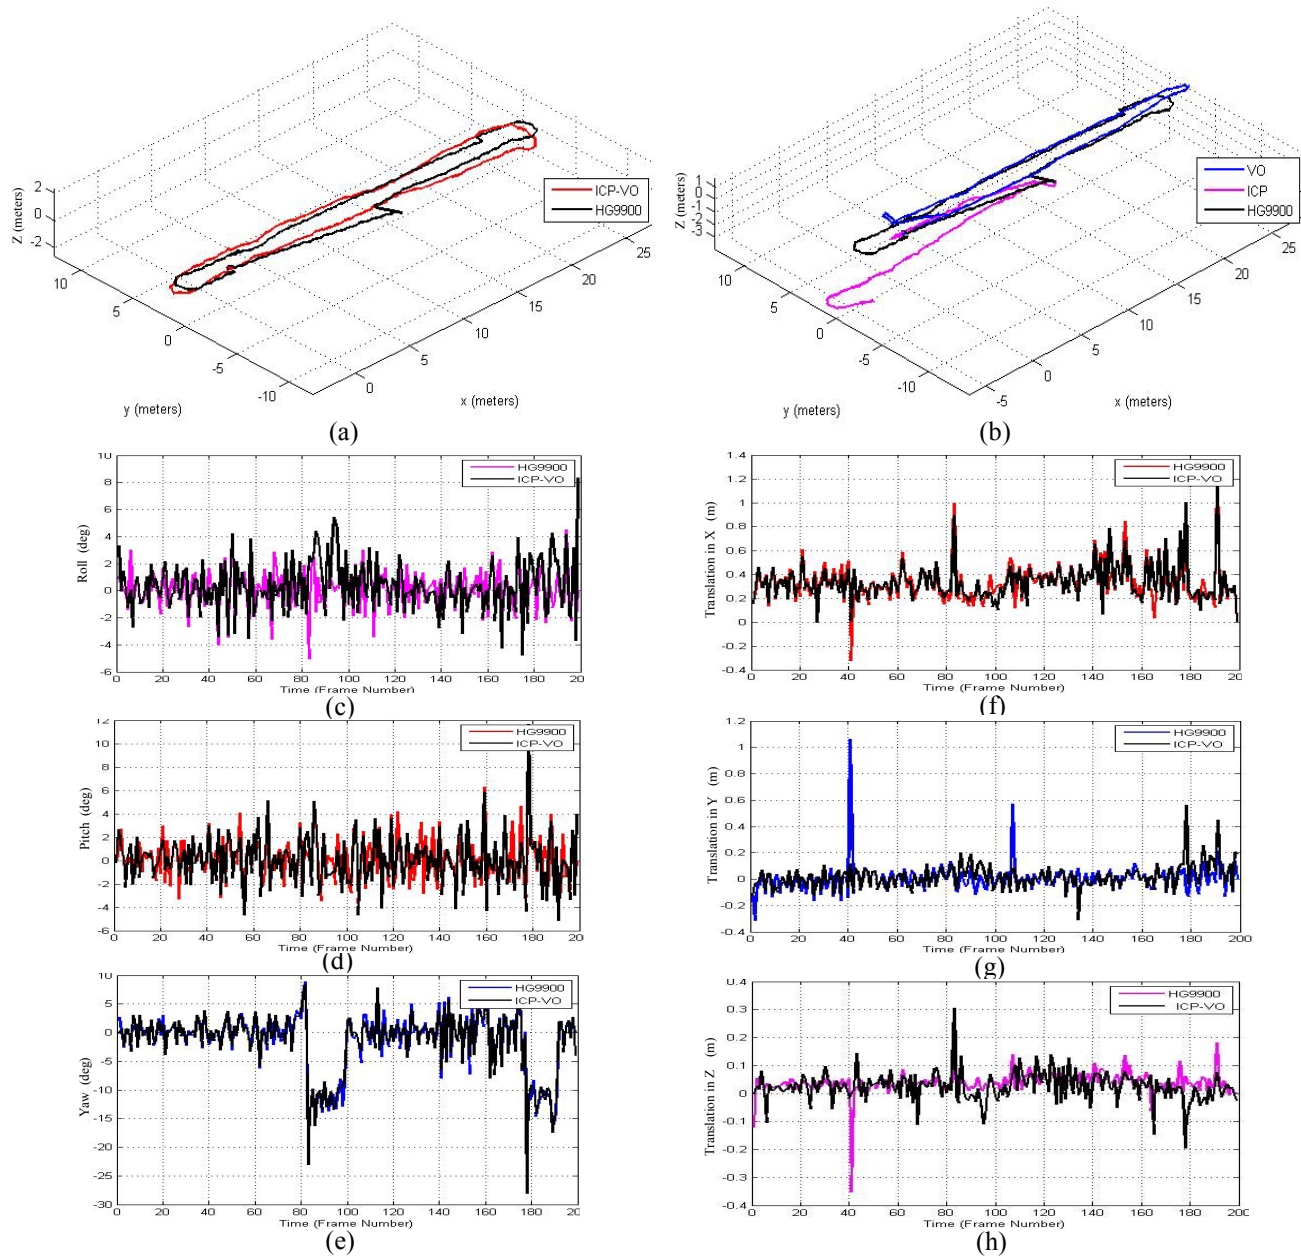 2
0
-2
Z (meters)
10
5
0
-5
-10
y (meters)
0
5
10
15
20
25
x (meters)
ICP-VO
HG9900
(a)
1
0
-1
-2
-3
Z (meters)
10
5
0
-5
-10
y (meters)
-5
0
5
10
15
20
25
x (meters)
VO
ICP
HG9900
(b)
10
8
6
4
2
0
-2
-4
-6
Roll (deg)
HG9900
ICP-VO
0 20 40 60 80 100 120 140 160 180 20
Time (Frame Number)
(c)
1.4
1.2
1
0.8
0.6
0.4
0.2
0
-0.2
-0.4
Translation in X (m)
HG9900
ICP-VO
0 20 40 60 80 100 120 140 160 180 200
Time (Frame Number)
(f)
12
10
8
6
4
2
0
-2
-4
-6
Pitch (deg)
HG9900
ICP-VO
0 20 40 60 80 100 120 140 160 180 20
Time (Frame Number)
(d)
1.2
1
0.8
0.6
0.4
0.2
0
-0.2
-0.4
Translation in Y (m)
HG9900
ICP-VO
0 20 40 60 80 100 120 140 160 180 200
Time (Frame Number)
(g)
10
5
0
-5
-10
-15
-20
-25
-30
Yaw (deg)
HG9900
ICP-VO
0 20 40 60 80 100 120 140 160 180 20
Time (Frame Number)
(e)
0.4
0.3
0.2
0.1
0
-0.1
-0.2
-0.3
-0.4
Translation in Z (m)
HG9900
ICP-VO
0 20 40 60 80 100 120 140 160 180 200
Time (Frame Number)
(h)